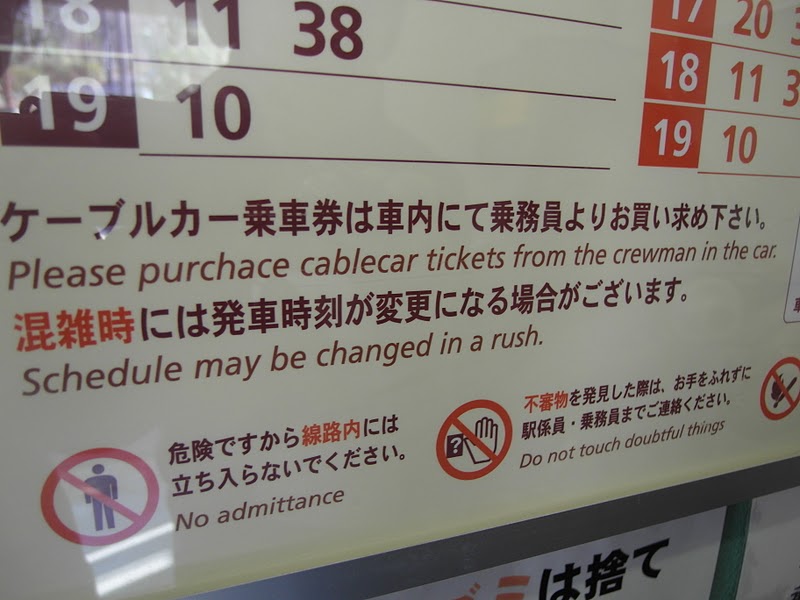 18 11 38
19 10
17 20
18 11 3
19 10
ケーブルカー乗車券は車内にて乗務員よりお買い求め下さい。
Please purchace cablecar tickets from the crewman in the car.
混雑時には発車時刻が変更になる場合がございます。
Schedule may be changed in a rush.
危険ですから線路内には
立ち入らないでください。
No admittance
不審物を発見した際は、お手をふれずに
駅係員・乗務員までご連絡ください。
Do not touch doubtful things
ゴミは捨て